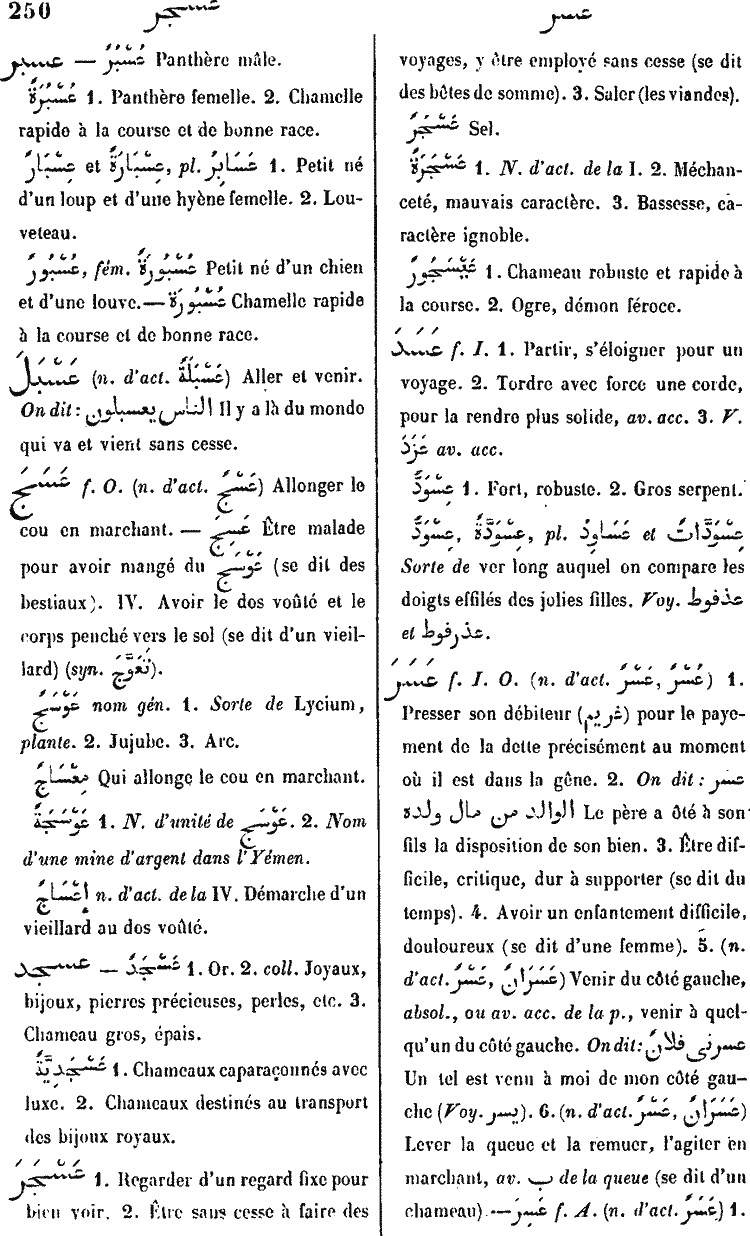 250 عسجر عسر
عسبر — عُسْبُرٌ Panthère mâle.
عُسْبُرَةٌ 1. Panthère femelle. 2. Chamelle
rapide à la course et de bonne race.
عِسْبَارٌ et عِسْبَارَةٌ, pl. عَسَابِرُ 1. Petit né
d'un loup et d'une hyène femelle. 2. Lou-
veteau.
عُسْبُورٌ, fém. عُسْبُورَةٌ Petit né d'un chien
et d'une louve.— عُسْبُورَةٌ Chamelle rapide
à la course et de bonne race.
عَسْبَلَ (n. d'act. عَسْبَلَةٌ) Aller et venir.
On dit : الناس يعسبلون Il y a là du monde
qui va et vient sans cesse.
عَسَجَ f. O. (n. d'act. عَسْجٌ) Allonger le
cou en marchant. — عَسِجَ Être malade
pour avoir mangé du عَوْسَج (se dit des
bestiaux). IV. Avoir le dos voûté et le
corps penché vers le sol (se dit d'un vieil-
lard) (syn. تَعَوَّجَ).
عَوْسَجٌ nom gén. 1. Sorte de Lycium,
plante. 2. Jujube. 3. Arc.
مِعْسَاجٌ Qui allonge le cou en marchant.
عَوْسَجَةٌ 1. N. d'unité de عَوْسَج. 2. Nom
d'une mine d'argent dans l'Yémen.
إِعْسَاجٌ n. d'act. de la IV. Démarche d'un
vieillard au dos voûté.
عسجد — عَسْجَدٌ 1. Or. 2. coll. Joyaux,
bijoux, pierres précieuses, perles, etc. 3.
Chameau gros, épais.
عَسْجَدِيَّةٌ 1. Chameaux caparaçonnés avec
luxe. 2. Chameaux destinés au transport
des bijoux royaux.
عَسْجَرَ 1. Regarder d'un regard fixe pour
bien voir. 2. Être sans cesse à faire des
voyages, y être employé sans cesse (se dit
des bêtes de somme). 3. Saler (les viandes).
عَسْجَرٌ Sel.
عَسْجَرَةٌ 1. N. d'act. de la I. 2. Méchan-
ceté, mauvais caractère. 3. Bassesse, ca-
ractère ignoble.
عَيْسَجُورٌ 1. Chameau robuste et rapide à
la course. 2. Ogre, démon féroce.
عَسَدَ f. I. 1. Partir, s'éloigner pour un
voyage. 2. Tordre avec force une corde,
pour la rendre plus solide, av. acc. 3. V.
عَزَدَ av. acc.
عِسْوَدٌّ 1. Fort, robuste. 2. Gros serpent.
عِسْوَدٌّ, عِسْوَدَّةٌ, pl. عَسَاوِدُ et عِسْوَدَّاتٌ
Sorte de ver long auquel on compare les
doigts effilés des jolies filles. Voy. عذفوط
et عذرفوط.
عَسَرَ f. I. O. (n. d'act. عَسْرٌ, عُسْرٌ) 1.
Presser son débiteur (غريم) pour le paye-
ment de la dette précisément au moment
où il est dans la gêne. 2. On dit : عسر
الوالد من مال ولده Le père a ôté à son
fils la disposition de son bien. 3. Être dif-
ficile, critique, dur à supporter (se dit du
temps). 4. Avoir un enfantement difficile,
douloureux (se dit d'une femme). 5. (n.
d'act. عَسْرٌ, عَسَرَانٌ) Venir du côté gauche,
absol., ou av. acc. de la p., venir à quel-
qu'un du côté gauche. On dit: عسرني فلانٌ
Un tel est venu à moi de mon côté gau-
che (Voy. يسر). 6. (n. d'act. عَسْرٌ, عَسَرَانٌ)
Lever la queue et la remuer, l'agiter en
marchant, av. ب de la queue (se dit d'un
chameau).— عَسِرَ f. A. (n. d'act. عَسَرٌ) 1.